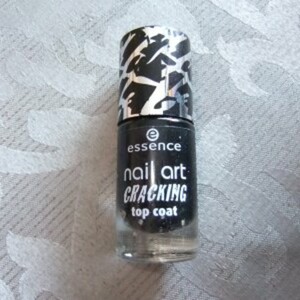 e
essence
nail art
CRACKING
top coat